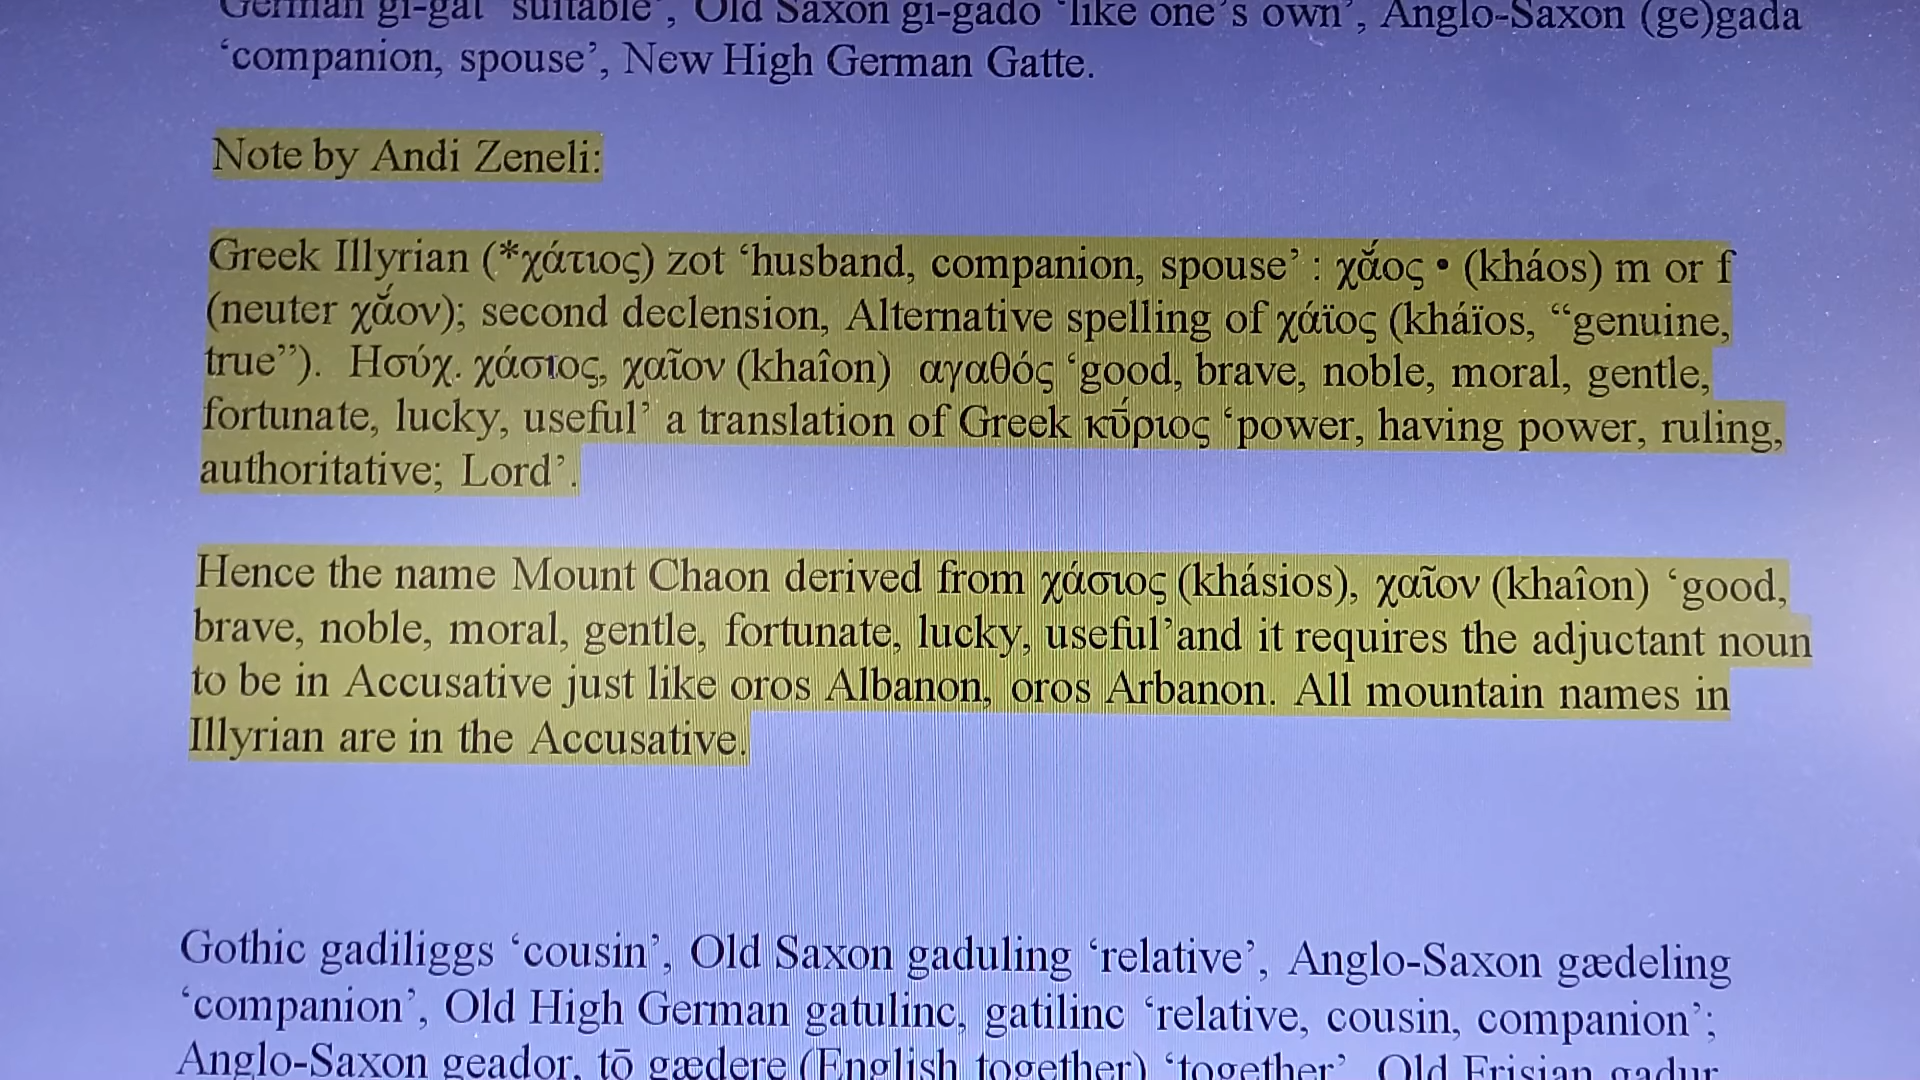 German gi-gat ‘suitable’, Old Saxon gi-gado ‘like one’s own’, Anglo-Saxon (ge)gada
‘companion, spouse’, New High German Gatte.
Note by Andi Zeneli:
Greek Illyrian (*χάτιος) zot ‘husband, companion, spouse’ : χᾰ́ος • (kháos) m or f
(neuter χᾰ́ον); second declension, Alternative spelling of χάϊος (kháïos, “genuine,
true”). Ησύχ. χάσιος, χαῖον (khaîon) αγαθός ‘good, brave, noble, moral, gentle,
fortunate, lucky, useful’ a translation of Greek κῡ́ριος ‘power, having power, ruling,
authoritative; Lord’.
Hence the name Mount Chaon derived from χάσιος (khásios), χαῖον (khaîon) ‘good,
brave, noble, moral, gentle, fortunate, lucky, useful’and it requires the adjuctant noun
to be in Accusative just like oros Albanon, oros Arbanon. All mountain names in
Illyrian are in the Accusative.
Gothic gadiliggs ‘cousin’, Old Saxon gaduling ‘relative’, Anglo-Saxon gædeling
‘companion’, Old High German gatulinc, gatilinc ‘relative, cousin, companion’;
Anglo-Saxon geador, tō gædere (English together) ‘together’, Old Frisian gadur